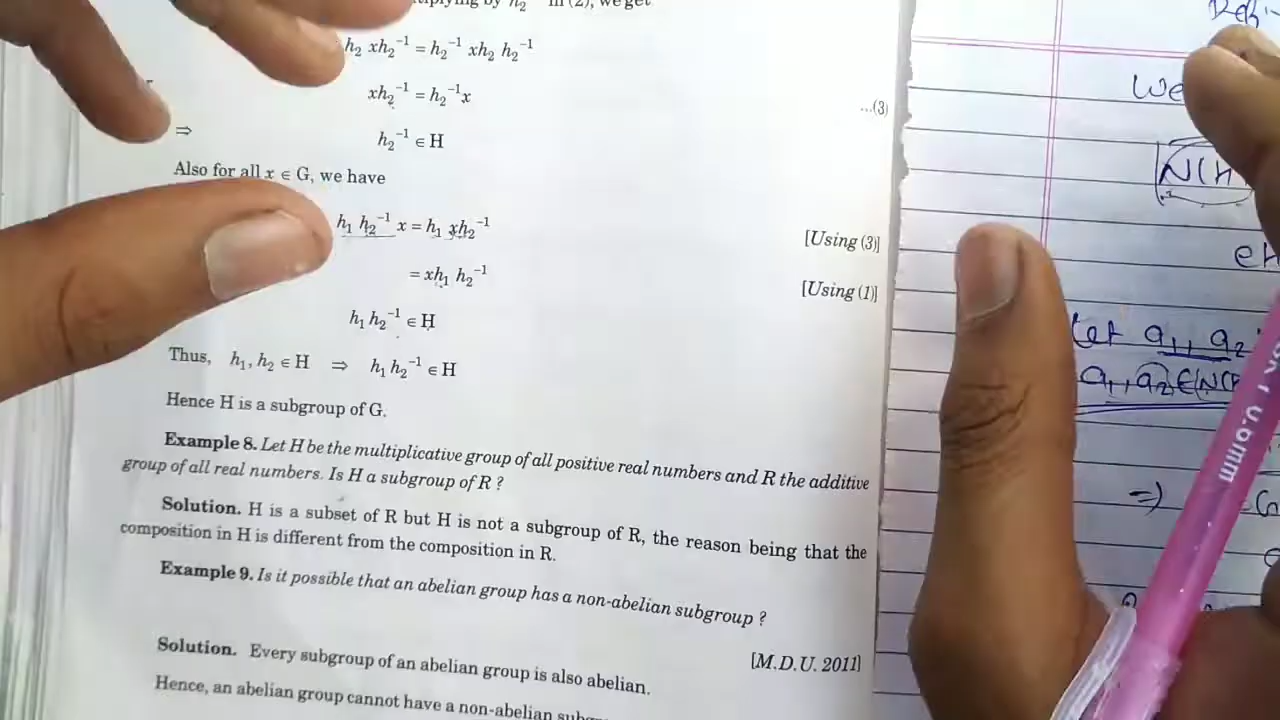 in (2), we get
h₂ xh₂⁻¹ = h₂⁻¹ xh₂ h₂⁻¹
xh₂⁻¹ = h₂⁻¹x ...(3)
⇒ h₂⁻¹ ∈ H
Also for all x ∈ G, we have
h₁ h₂⁻¹ x = h₁ xh₂⁻¹ [Using (3)]
= xh₁ h₂⁻¹ [Using (1)]
h₁ h₂⁻¹ ∈ H
Thus, h₁, h₂ ∈ H ⇒ h₁ h₂⁻¹ ∈ H
Hence H is a subgroup of G.
Example 8. Let H be the multiplicative group of all positive real numbers and R the additive
group of all real numbers. Is H a subgroup of R ?
Solution. H is a subset of R but H is not a subgroup of R, the reason being that the
composition in H is different from the composition in R.
Example 9. Is it possible that an abelian group has a non-abelian subgroup ?
[M.D.U. 2011]
Solution. Every subgroup of an abelian group is also abelian.
Hence, an abelian group cannot have a non-abelian
We
N(H
let a₁, a₂
a₁, a₂ ∈ N(
⇒